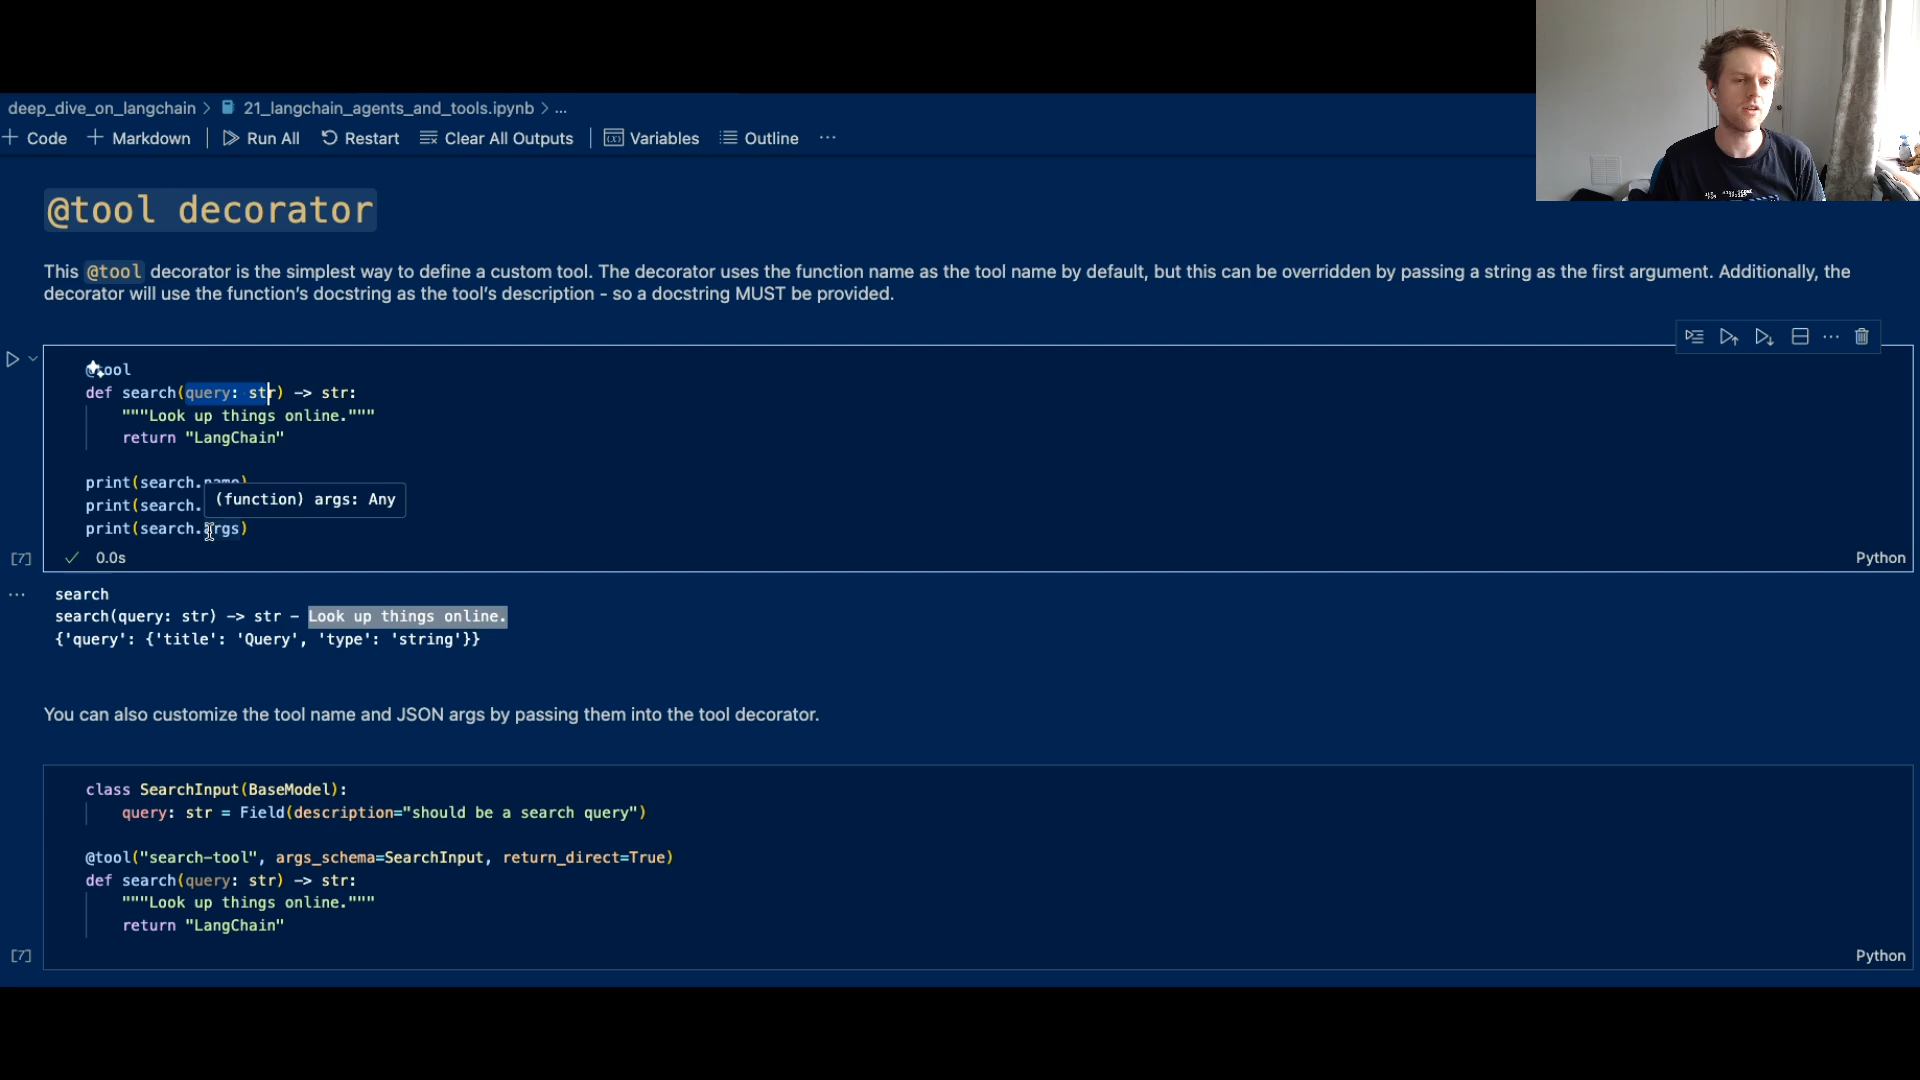 deep_dive_on_langchain > 21_langchain_agents_and_tools.ipynb > ...
+ Code + Markdown Run All Restart Clear All Outputs Variables Outline ...
@tool decorator
This @tool decorator is the simplest way to define a custom tool. The decorator uses the function name as the tool name by default, but this can be overridden by passing a string as the first argument. Additionally, the
decorator will use the function's docstring as the tool's description - so a docstring MUST be provided.
@tool
def search(query: str) -> str:
"""Look up things online."""
return "LangChain"
print(search.name)
(function) args: Any
print(search.
print(search.args)
[7] 0.0s Python
search
search(query: str) -> str - Look up things online.
{'query': {'title': 'Query', 'type': 'string'}}
You can also customize the tool name and JSON args by passing them into the tool decorator.
class SearchInput(BaseModel):
query: str = Field(description="should be a search query")
@tool("search-tool", args_schema=SearchInput, return_direct=True)
def search(query: str) -> str:
"""Look up things online."""
return "LangChain"
[7] Python